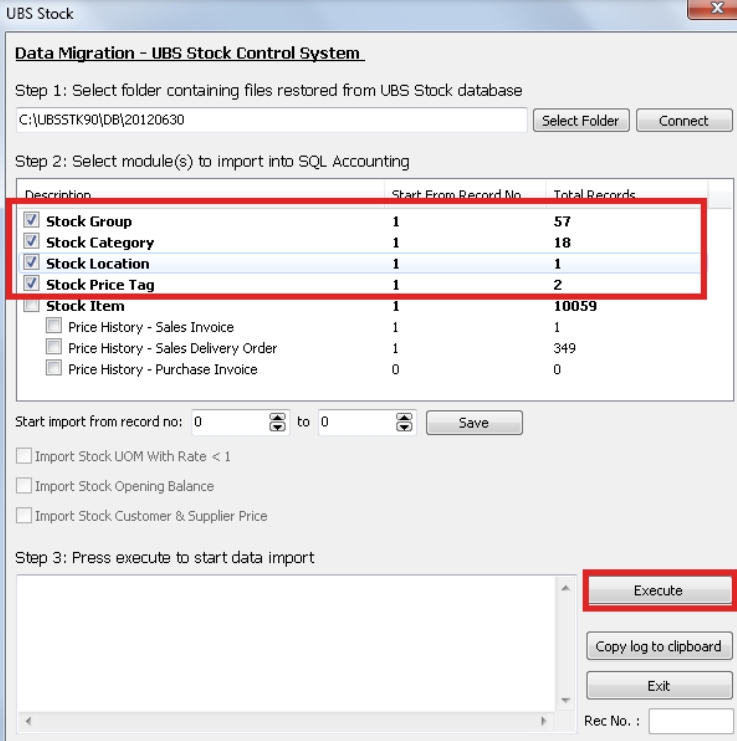 UBS Stock
Data Migration - UBS Stock Control System
Step 1: Select folder containing files restored from UBS Stock database
C:\UBSSTK90\DB\20120630 Select Folder Connect
Step 2: Select module(s) to import into SQL Accounting
Description Start From Record No Total Records
Stock Group 1 57
Stock Category 1 18
Stock Location 1 1
Stock Price Tag 1 2
Stock Item 1 10059
Price History - Sales Invoice 1 1
Price History - Sales Delivery Order 1 349
Price History - Purchase Invoice 0 0
Start import from record no: 0 to 0 Save
Import Stock UOM With Rate < 1
Import Stock Opening Balance
Import Stock Customer & Supplier Price
Step 3: Press execute to start data import
Execute
Copy log to clipboard
Exit
Rec No. :